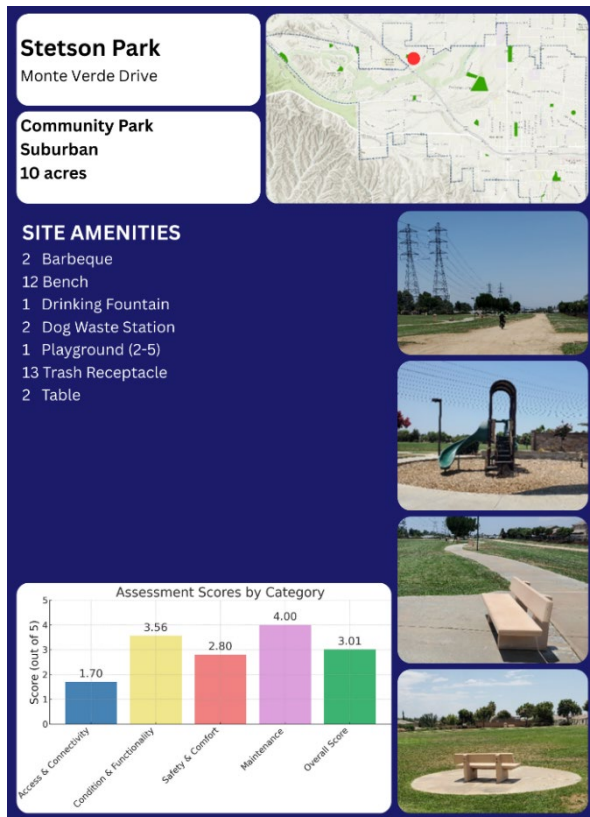 Stetson Park
Monte Verde Drive
Community Park
Suburban
10 acres
SITE AMENITIES
2 Barbeque
12 Bench
1 Drinking Fountain
2 Dog Waste Station
1 Playground (2-5)
13 Trash Receptacle
2 Table
Assessment Scores by Category
Score (out of 5)
5
4
3
2
1
0
1.70
3.56
2.80
4.00
3.01
Access & Connectivity
Condition & Functionality
Safety & Comfort
Maintenance
Overall Score